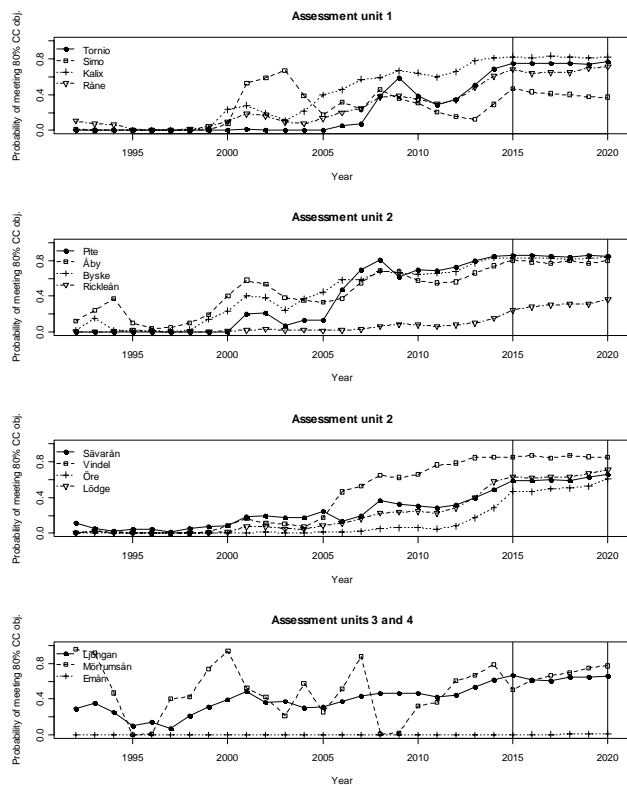 Assessment unit 1
Probability of meeting 80% CC obj.
0.8
0.4
0.0
Tornio
Simo
Kalix
Råne
1995 2000 2005 2010 2015 2020
Year
Assessment unit 2
Probability of meeting 80% CC obj.
0.8
0.4
0.0
Pite
Åby
Byske
Rickleån
1995 2000 2005 2010 2015 2020
Year
Assessment unit 2
Probability of meeting 80% CC obj.
0.8
0.4
0.0
Sävarån
Vindel
Öre
Lödge
1995 2000 2005 2010 2015 2020
Year
Assessment units 3 and 4
Probability of meeting 80% CC obj.
0.8
0.4
0.0
Ljungan
Mörrumsån
Emån
1995 2000 2005 2010 2015 2020
Year